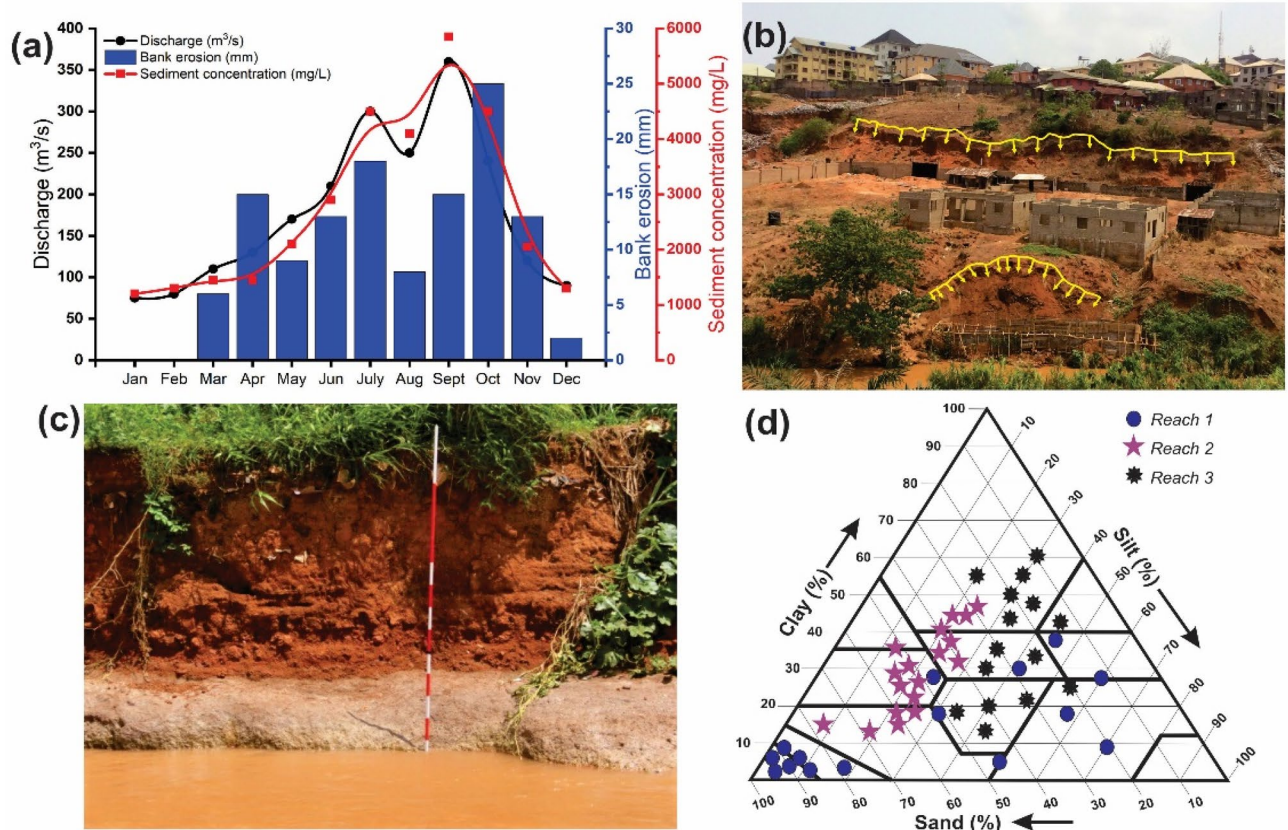 (a)
Discharge (m³/s)
Bank erosion (mm)
Sediment concentration (mg/L)
Discharge (m³/s)
400
350
300
250
200
150
100
50
0
Jan Feb Mar Apr May Jun July Aug Sept Oct Nov Dec
30
25
20
15
10
5
0
Bank erosion (mm)
6000
5000
4000
3000
2000
1000
0
Sediment concentration (mg/L)
(b)
(c)
(d)
Reach 1
Reach 2
Reach 3
Clay (%)
100
90
80
70
60
50
40
30
20
10
Silt (%)
10
20
30
40
50
60
70
80
90
100
100 90 80 70 60 50 40 30 20 10 0
Sand (%)